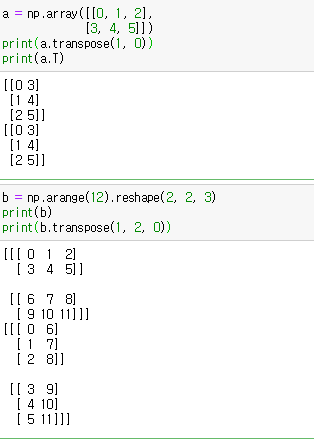 a = np.array([[0, 1, 2],
              [3, 4, 5]])
print(a.transpose(1, 0))
print(a.T)
[[0 3]
 [1 4]
 [2 5]]
[[0 3]
 [1 4]
 [2 5]]
b = np.arange(12).reshape(2, 2, 3)
print(b)
print(b.transpose(1, 2, 0))
[[[ 0  1  2]
  [ 3  4  5]]

 [[ 6  7  8]
  [ 9 10 11]]]
[[[ 0  6]
  [ 1  7]
  [ 2  8]]

 [[ 3  9]
  [ 4 10]
  [ 5 11]]]